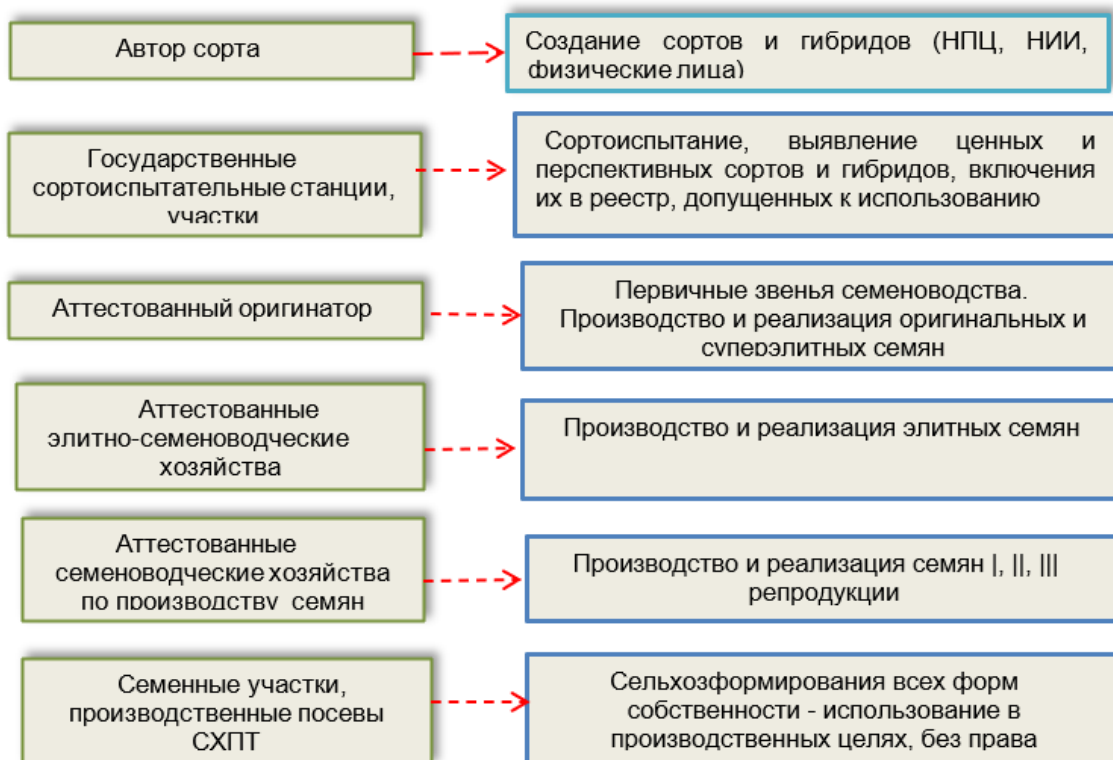 Автор сорта
Создание сортов и гибридов (НПЦ, НИИ,
физические лица)
Государственные
сортоиспытательные станции,
участки
Сортоиспытание, выявление ценных и
перспективных сортов и гибридов, включения
их в реестр, допущенных к использованию
Аттестованный оригинатор
Первичные звенья семеноводства.
Производство и реализация оригинальных и
суперэлитных семян
Аттестованные
элитно-семеноводческие
хозяйства
Производство и реализация элитных семян
Аттестованные
семеноводческие хозяйства
по производству семян
Производство и реализация семян |, ||, |||
репродукции
Семенные участки,
производственные посевы
СХПТ
Сельхозформирования всех форм
собственности - использование в
производственных целях, без права